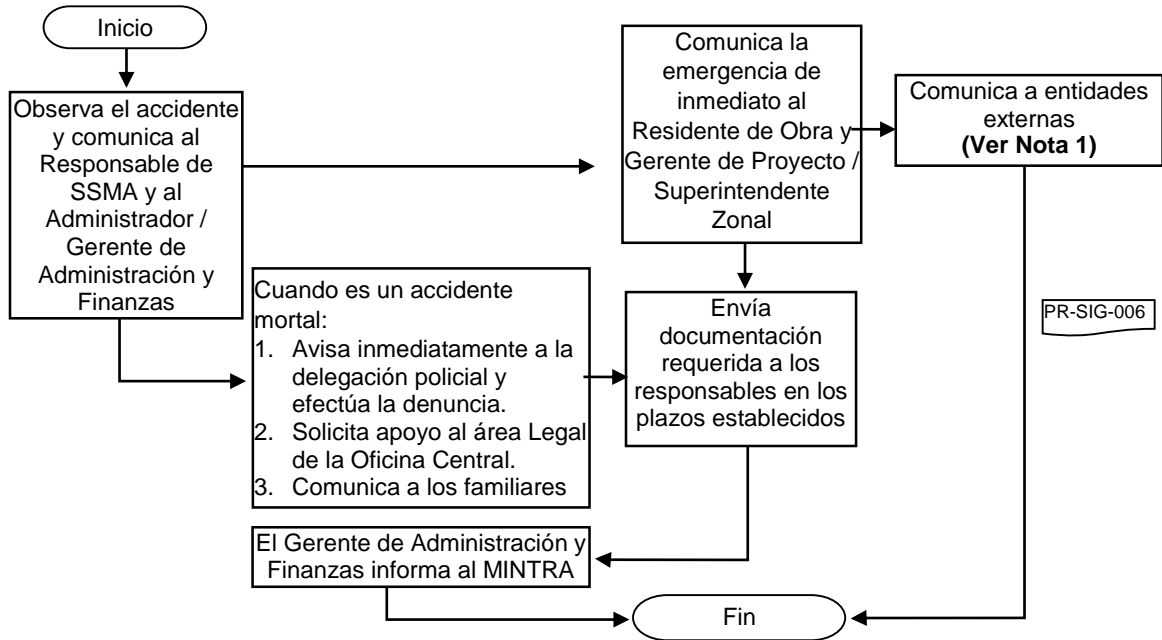 Inicio
Observa el accidente
y comunica al
Responsable de
SSMA y al
Administrador /
Gerente de
Administración y
Finanzas
Comunica la
emergencia de
inmediato al
Residente de Obra y
Gerente de Proyecto /
Superintendente
Zonal
Comunica a entidades
externas
(Ver Nota 1)
Cuando es un accidente
mortal:
1. Avisa inmediatamente a la
delegación policial y
efectúa la denuncia.
2. Solicita apoyo al área Legal
de la Oficina Central.
3. Comunica a los familiares
Envía
documentación
requerida a los
responsables en los
plazos establecidos
PR-SIG-006
El Gerente de Administración y
Finanzas informa al MINTRA
Fin